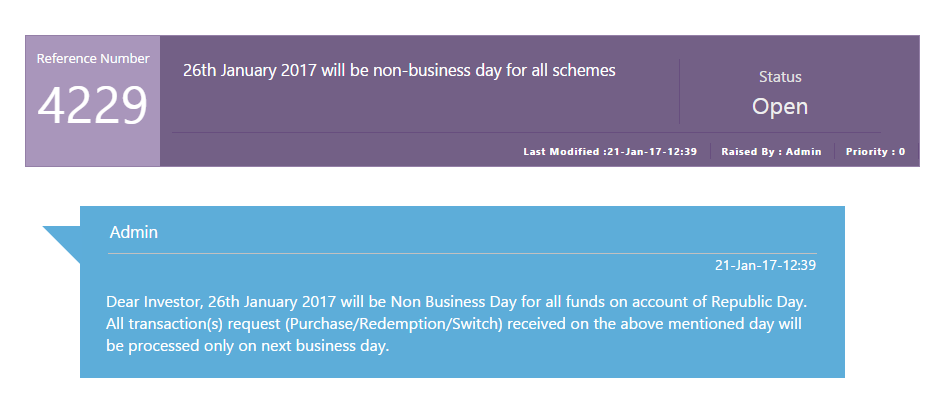 Reference Number
4229
26th January 2017 will be non-business day for all schemes
Status
Open
Last Modified :21-Jan-17-12:39
Raised By : Admin
Priority : 0
Admin
21-Jan-17-12:39
Dear Investor, 26th January 2017 will be Non Business Day for all funds on account of Republic Day.
All transaction(s) request (Purchase/Redemption/Switch) received on the above mentioned day will
be processed only on next business day.